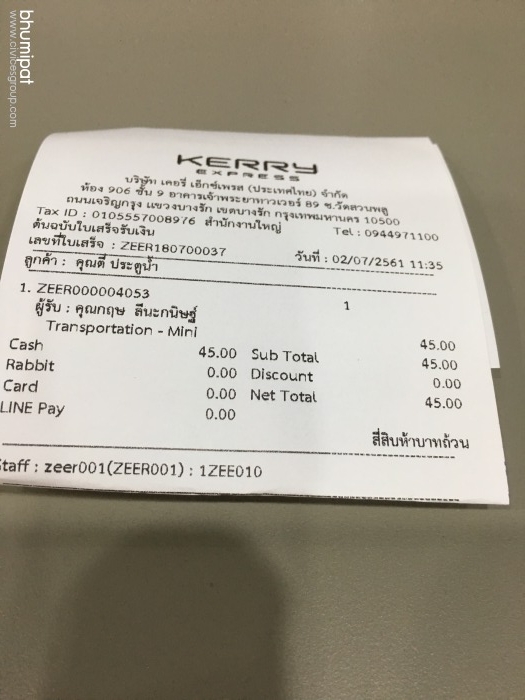 bhumipat
www.civicesgroup.com
KERRY
EXPRESS
บริษัท เคอรี่ เอ็กซ์เพรส (ประเทศไทย) จำกัด
ห้อง 906 ชั้น 9 อาคารเจ้าพระยาทาวเวอร์ 89 ซ.วัดสวนพลู
ถนนเจริญกรุง แขวงบางรัก เขตบางรัก กรุงเทพมหานคร 10500
Tax ID : 0105557008976 สำนักงานใหญ่ Tel : 0944971100
ต้นฉบับใบเสร็จรับเงิน
เลขที่ใบเสร็จ : ZEER180700037 วันที่ : 02/07/2561 11:35
ลูกค้า : คุณตี๋ ประตูน้ำ
1. ZEER000004053 1
ผู้รับ : คุณกฤษ ลีนะกนิษฐ์
Transportation - Mini 45.00
Cash 45.00 Sub Total 45.00
Rabbit 0.00 Discount 0.00
Card 0.00 Net Total 45.00
LINE Pay 0.00
สี่สิบห้าบาทถ้วน
Staff : zeer001(ZEER001) : 1ZEE010